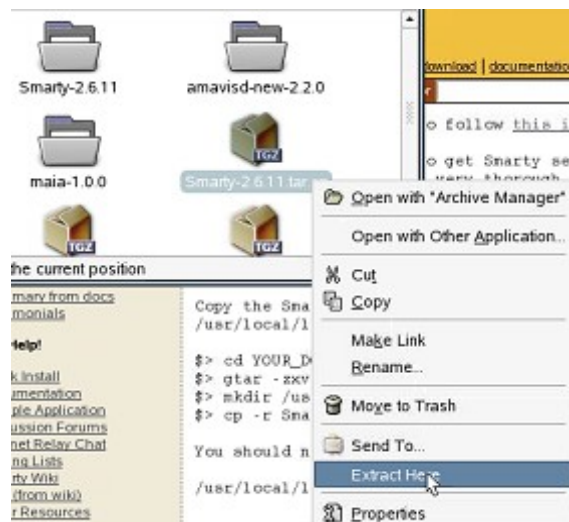 Smarty-2.6.11
amavisd-new-2.2.0
maia-1.0.0
Smarty-2.6.11.tar
TGZ
TGZ
TGZ
the current position
download | documentation
o follow this i
o get Smarty se
very thorough
Open with "Archive Manager"
Open with Other Application...
Cut
Copy
Make Link
Rename...
Move to Trash
Send To...
Extract Here
Properties
mary from docs
monials
Help!
k Install
umentation
ple Application
ussion Forums
net Relay Chat
ng Lists
rty Wiki
(from wiki)
r Resources
Copy the Sma
/usr/local/l
$> cd YOUR_D
$> gtar -zxv
$> mkdir /us
$> cp -r Sma
You should n
/usr/local/l